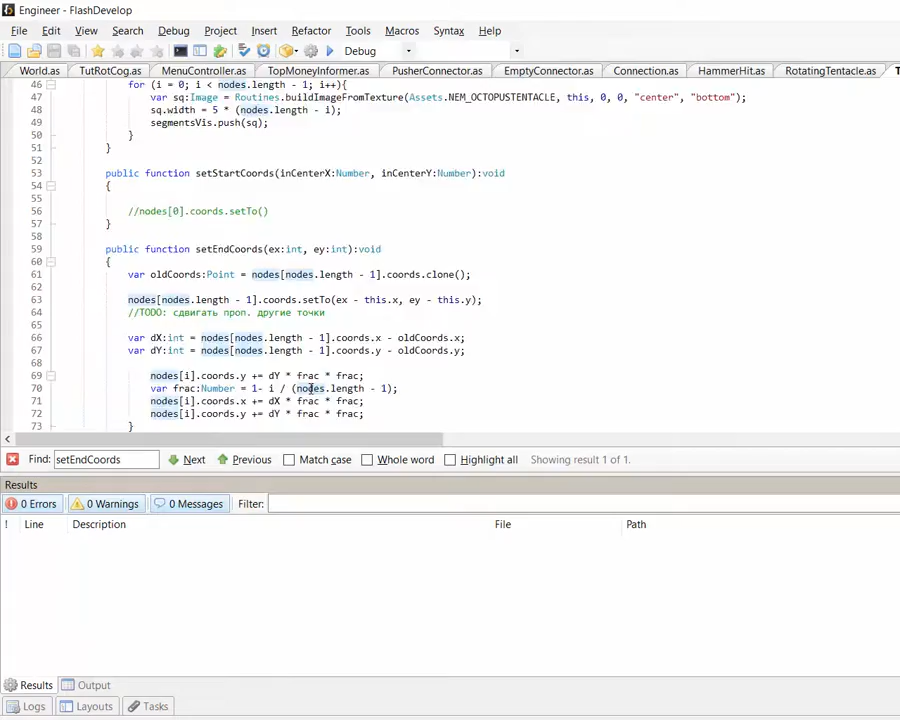 Engineer - FlashDevelop
File Edit View Search Debug Project Insert Refactor Tools Macros Syntax Help
Debug
World.as TutRotCog.as MenuController.as TopMoneyInformer.as PusherConnector.as EmptyConnector.as Connection.as HammerHit.as RotatingTentacle.as T
46 for (i = 0; i < nodes.length - 1; i++){
47 var sq:Image = Routines.buildImageFromTexture(Assets.NEM_OCTOPUSTENTACLE, this, 0, 0, "center", "bottom");
48 sq.width = 5 * (nodes.length - i);
49 segmentsVis.push(sq);
50 }
51 }
52
53 public function setStartCoords(inCenterX:Number, inCenterY:Number):void
54 {
55
56 //nodes[0].coords.setTo()
57 }
58
59 public function setEndCoords(ex:int, ey:int):void
60 {
61 var oldCoords:Point = nodes[nodes.length - 1].coords.clone();
62
63 nodes[nodes.length - 1].coords.setTo(ex - this.x, ey - this.y);
64 //TODO: сдвигать проп. другие точки
65
66 var dX:int = nodes[nodes.length - 1].coords.x - oldCoords.x;
67 var dY:int = nodes[nodes.length - 1].coords.y - oldCoords.y;
68
69 nodes[i].coords.y += dY * frac * frac;
70 var frac:Number = 1- i / (nodes.length - 1);
71 nodes[i].coords.x += dX * frac * frac;
72 nodes[i].coords.y += dY * frac * frac;
73 }
Find: setEndCoords Next Previous Match case Whole word Highlight all Showing result 1 of 1.
Results
0 Errors 0 Warnings 0 Messages Filter:
! Line Description File Path
Results Output
Logs Layouts Tasks